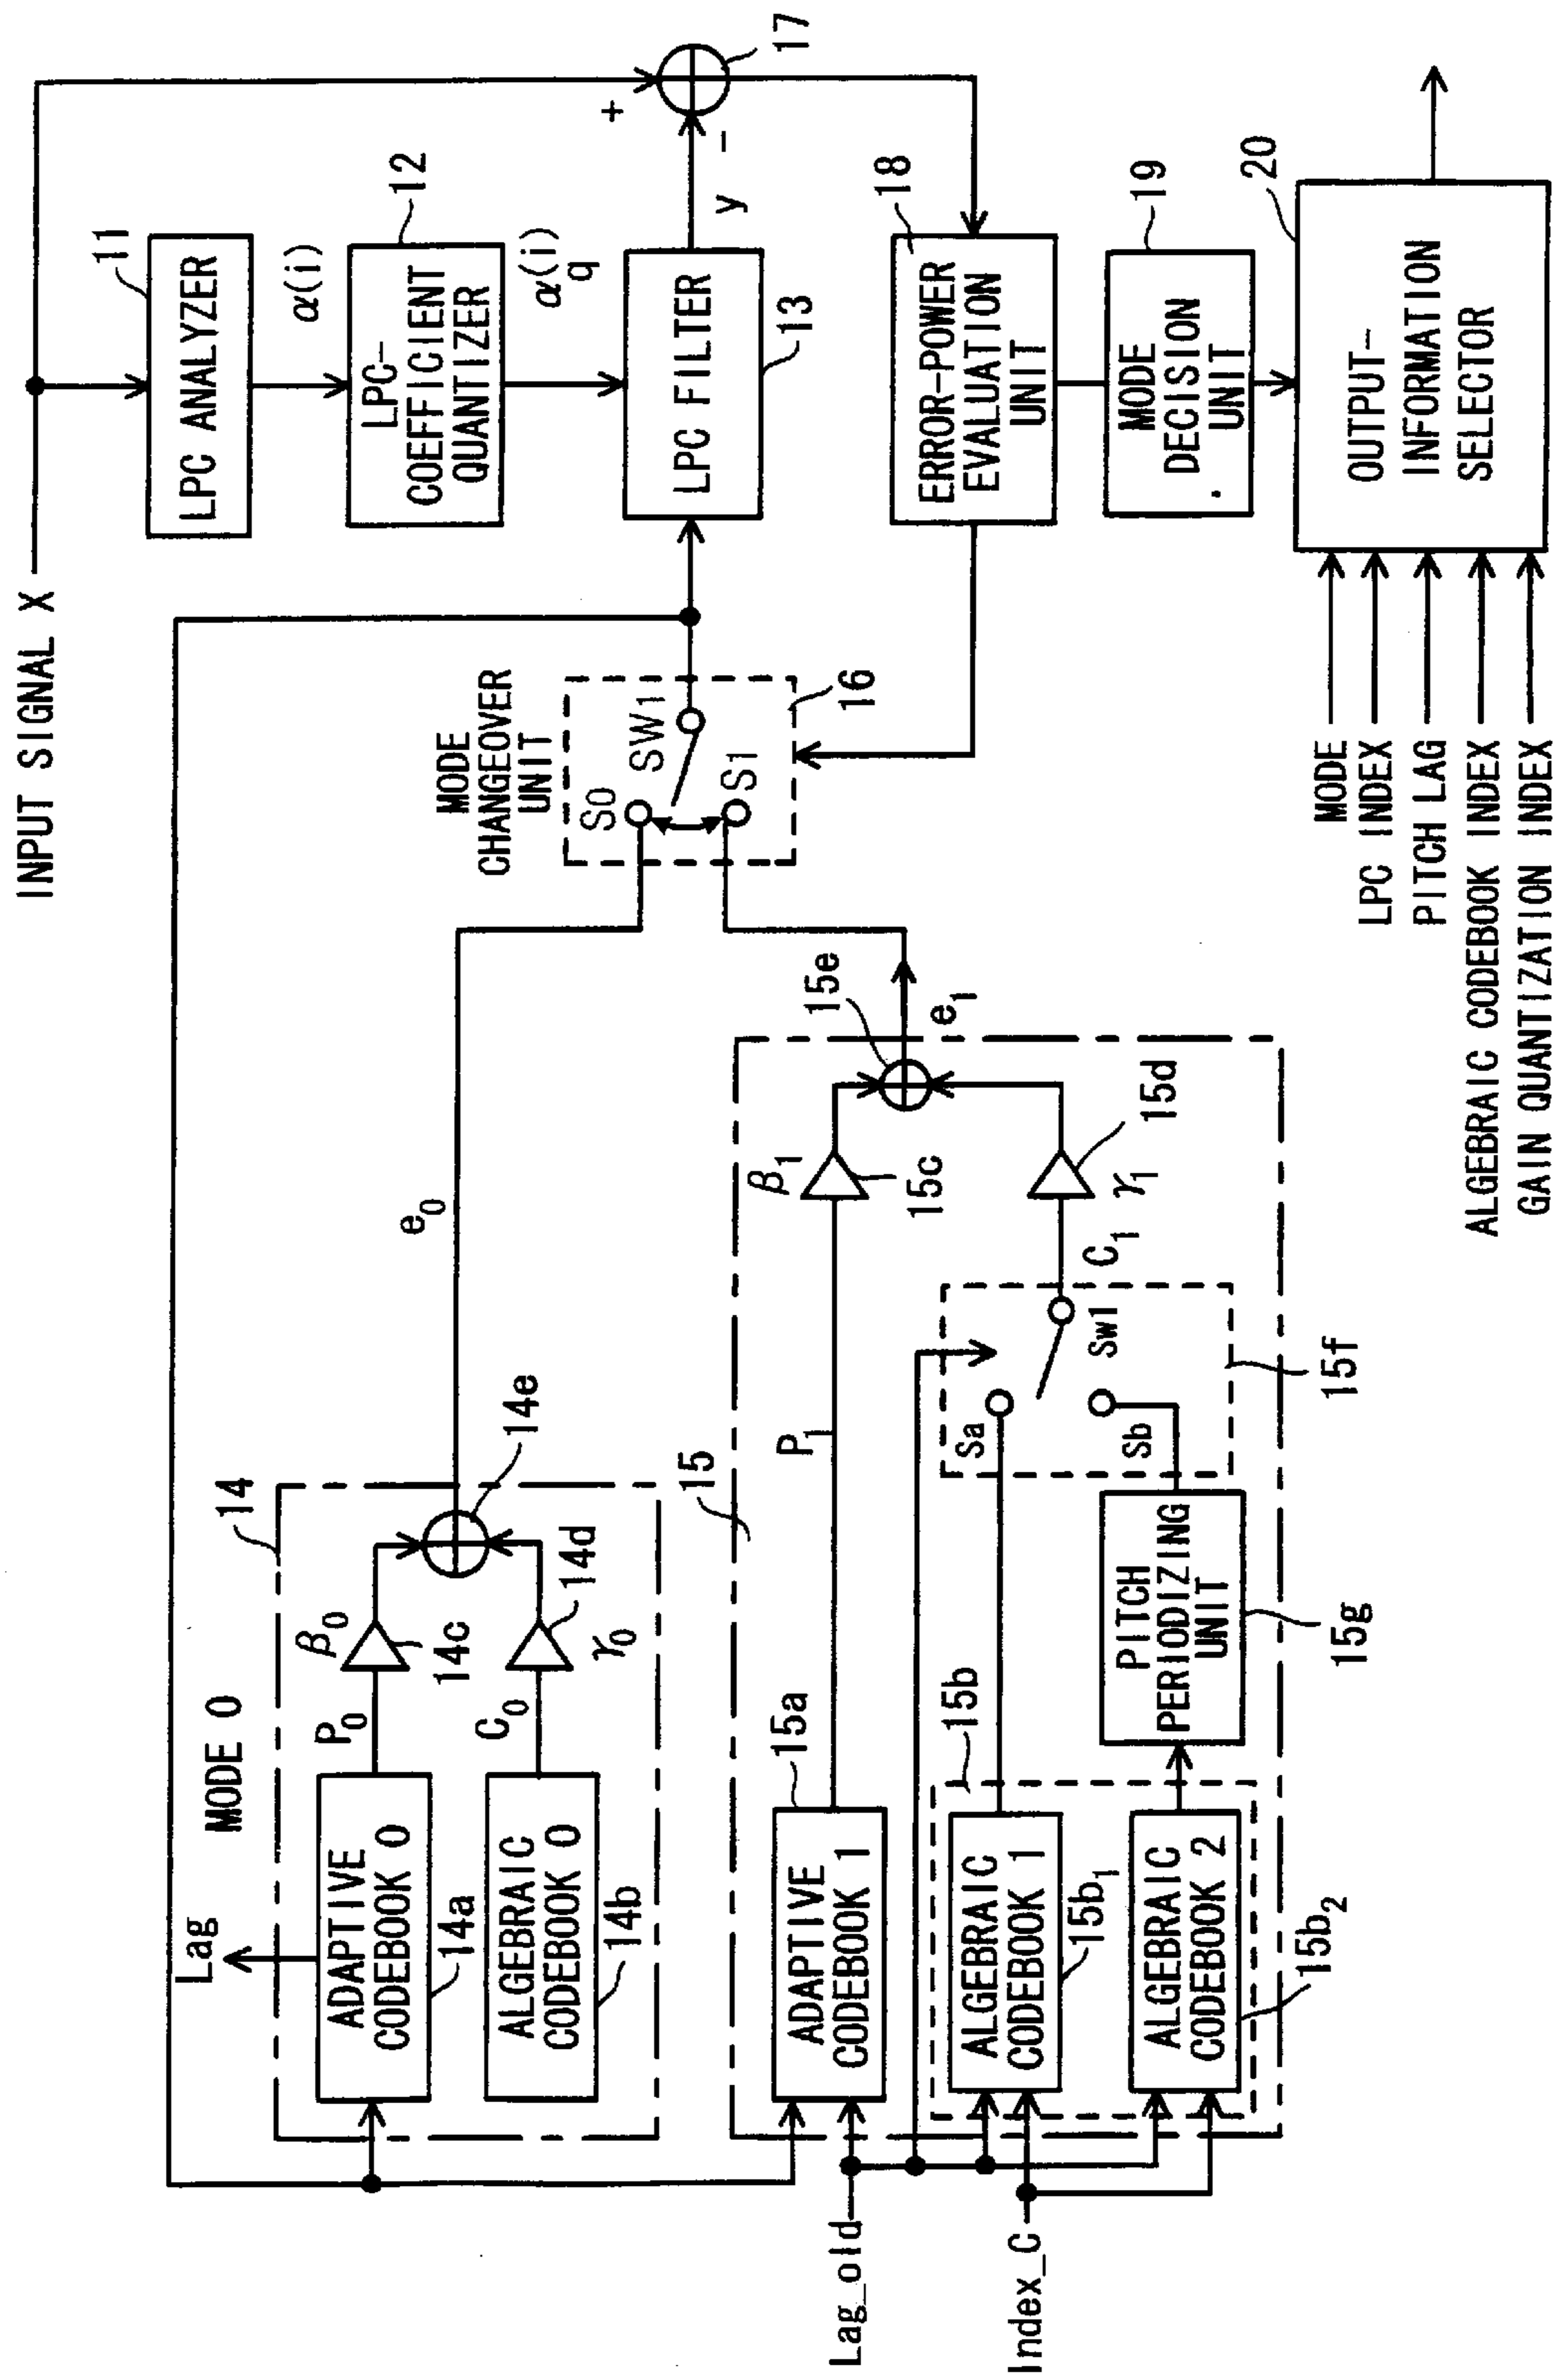 INPUT SIGNAL X
11
LPC ANALYZER
α(i)
12
LPC-
COEFFICIENT
QUANTIZER
αq(i)
LPC FILTER
13
y
+
-
17
18
ERROR-POWER
EVALUATION
UNIT
19
MODE
DECISION
UNIT
20
OUTPUT-
INFORMATION
SELECTOR
MODE
LPC INDEX
PITCH LAG
ALGEBRAIC CODEBOOK INDEX
GAIN QUANTIZATION INDEX
MODE
CHANGEOVER
UNIT
S0
SW1
S1
16
e0
e1
MODE 0
14
Lag
ADAPTIVE
CODEBOOK 0
14a
P0
β0
14c
ALGEBRAIC
CODEBOOK 0
14b
C0
γ0
14d
14e
15
ADAPTIVE
CODEBOOK 1
15a
P1
β1
15c
15e
15b
ALGEBRAIC
CODEBOOK 1
15b1
ALGEBRAIC
CODEBOOK 2
15b2
PITCH
PERIODIZING
UNIT
15g
Sa
Sb
Sw1
15f
C1
γ1
15d
Lag_old
Index_C